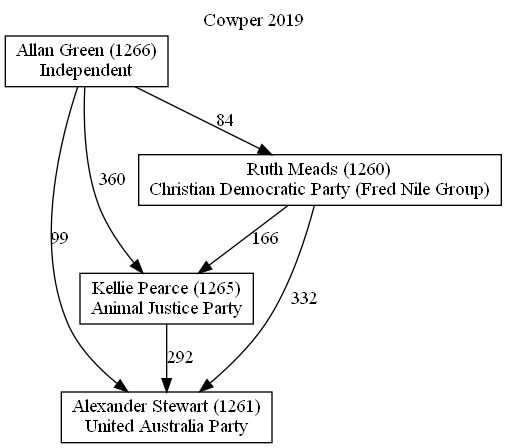 Cowper 2019
Allan Green (1266)
Independent
84
Ruth Meads (1260)
Christian Democratic Party (Fred Nile Group)
360
99
166
Kellie Pearce (1265)
Animal Justice Party
332
292
Alexander Stewart (1261)
United Australia Party